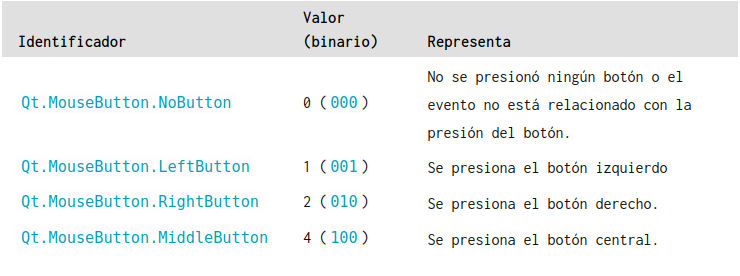 Identificador Valor (binario) Representa
Qt.MouseButton.NoButton 0 (000) No se presionó ningún botón o el
evento no está relacionado con la
presión del botón.
Qt.MouseButton.LeftButton 1 (001) Se presiona el botón izquierdo
Qt.MouseButton.RightButton 2 (010) Se presiona el botón derecho.
Qt.MouseButton.MiddleButton 4 (100) Se presiona el botón central.